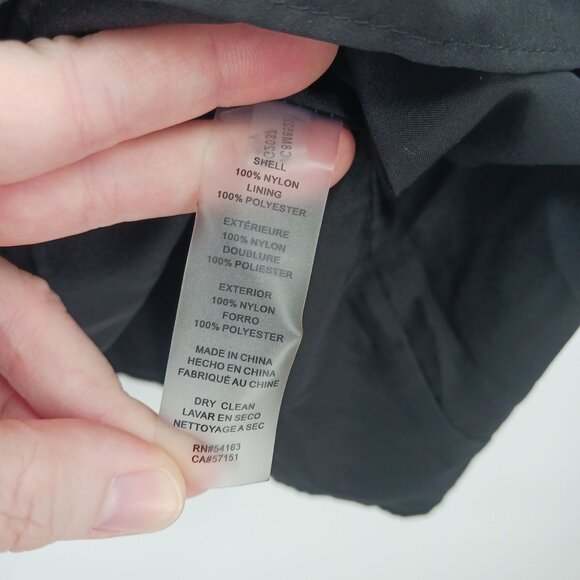 SHELL
100% NYLON
LINING
100% POLYESTER
EXTÉRIEURE
100% NYLON
DOUBLURE
100% POLIESTER
EXTERIOR
100% NYLON
FORRO
100% POLYESTER
MADE IN CHINA
HECHO EN CHINA
FABRIQUÉ AU CHINE
DRY CLEAN
LAVAR EN SECO
NETTOYAGE A SEC
RN#54163
CA#57151